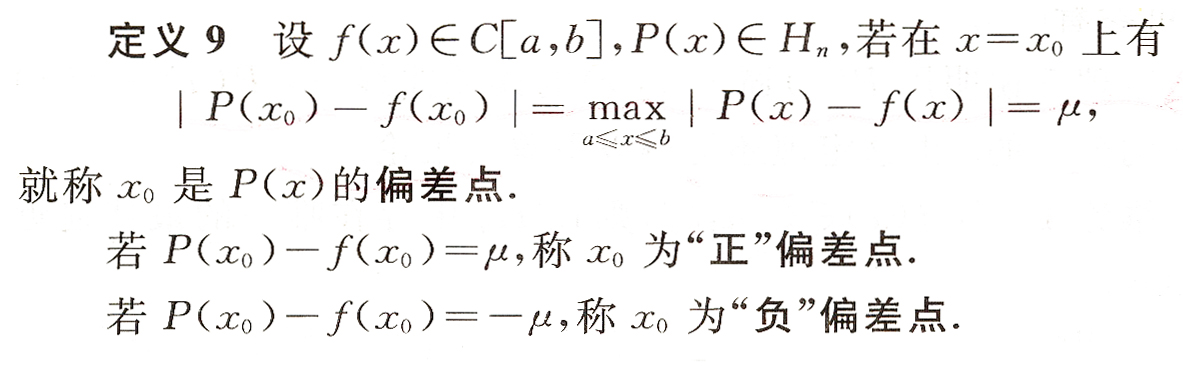 定义 9 设 f(x)∈C[a,b],P(x)∈Hₙ,若在 x=x₀ 上有
| P(x₀) − f(x₀) |= max_{a≤x≤b} | P(x) − f(x) |= μ,
就称 x₀ 是 P(x)的偏差点.
若 P(x₀)−f(x₀)=μ,称 x₀ 为“正”偏差点.
若 P(x₀)−f(x₀)=−μ,称 x₀ 为“负”偏差点.